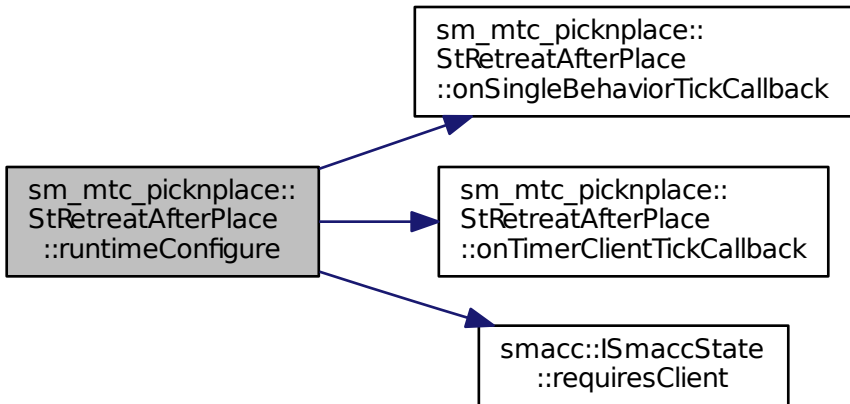 sm_mtc_picknplace::
StRetreatAfterPlace
::onSingleBehaviorTickCallback
sm_mtc_picknplace::
StRetreatAfterPlace
::runtimeConfigure
sm_mtc_picknplace::
StRetreatAfterPlace
::onTimerClientTickCallback
smacc::ISmaccState
::requiresClient